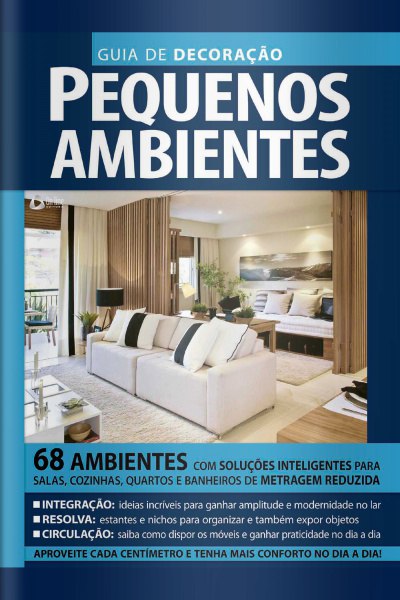 GUIA DE DECORAÇÃO
PEQUENOS
AMBIENTES
68 AMBIENTES COM SOLUÇÕES INTELIGENTES PARA
SALAS, COZINHAS, QUARTOS E BANHEIROS DE METRAGEM REDUZIDA
INTEGRAÇÃO: ideias incríveis para ganhar amplitude e modernidade no lar
RESOLVA: estantes e nichos para organizar e também expor objetos
CIRCULAÇÃO: saiba como dispor os móveis e ganhar praticidade no dia a dia
APROVEITE CADA CENTÍMETRO E TENHA MAIS CONFORTO NO DIA A DIA!